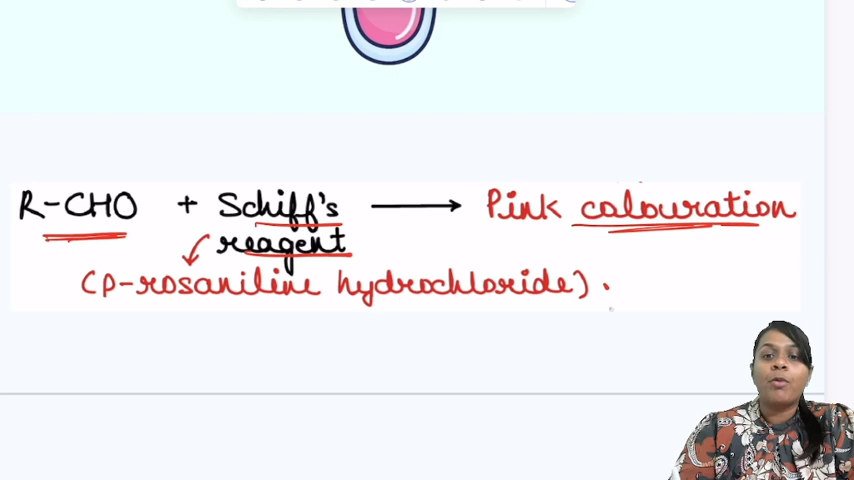 R-CHO + Schiff's reagent ⟶ Pink colouration
(p-rosaniline hydrochloride).